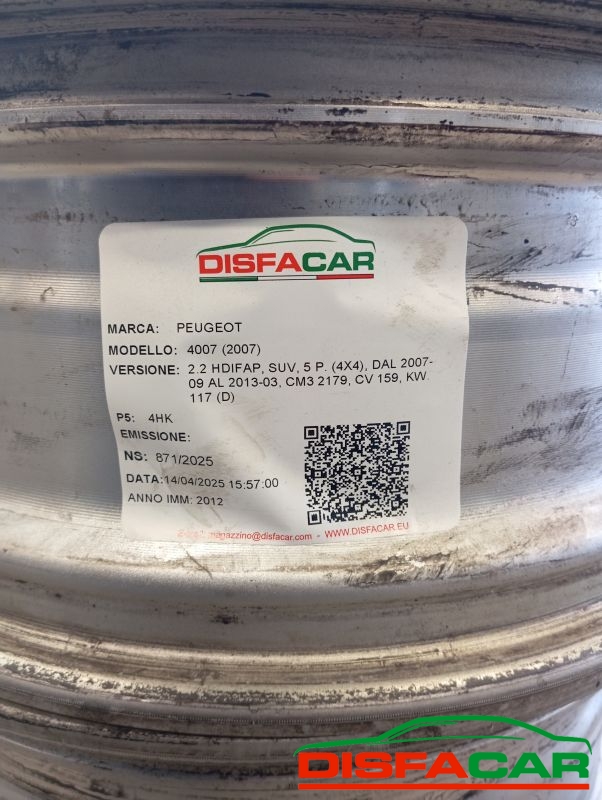 DISFACAR
MARCA: PEUGEOT
MODELLO: 4007 (2007)
VERSIONE: 2.2 HDIFAP, SUV, 5 P. (4X4), DAL 2007-
09 AL 2013-03, CM3 2179, CV 159, KW.
117 (D)
P5: 4HK
EMISSIONE:
NS: 871/2025
DATA:14/04/2025 15:57:00
ANNO IMM: 2012
magazzino@disfacar.com - WWW.DISFACAR.EU
DISFACAR